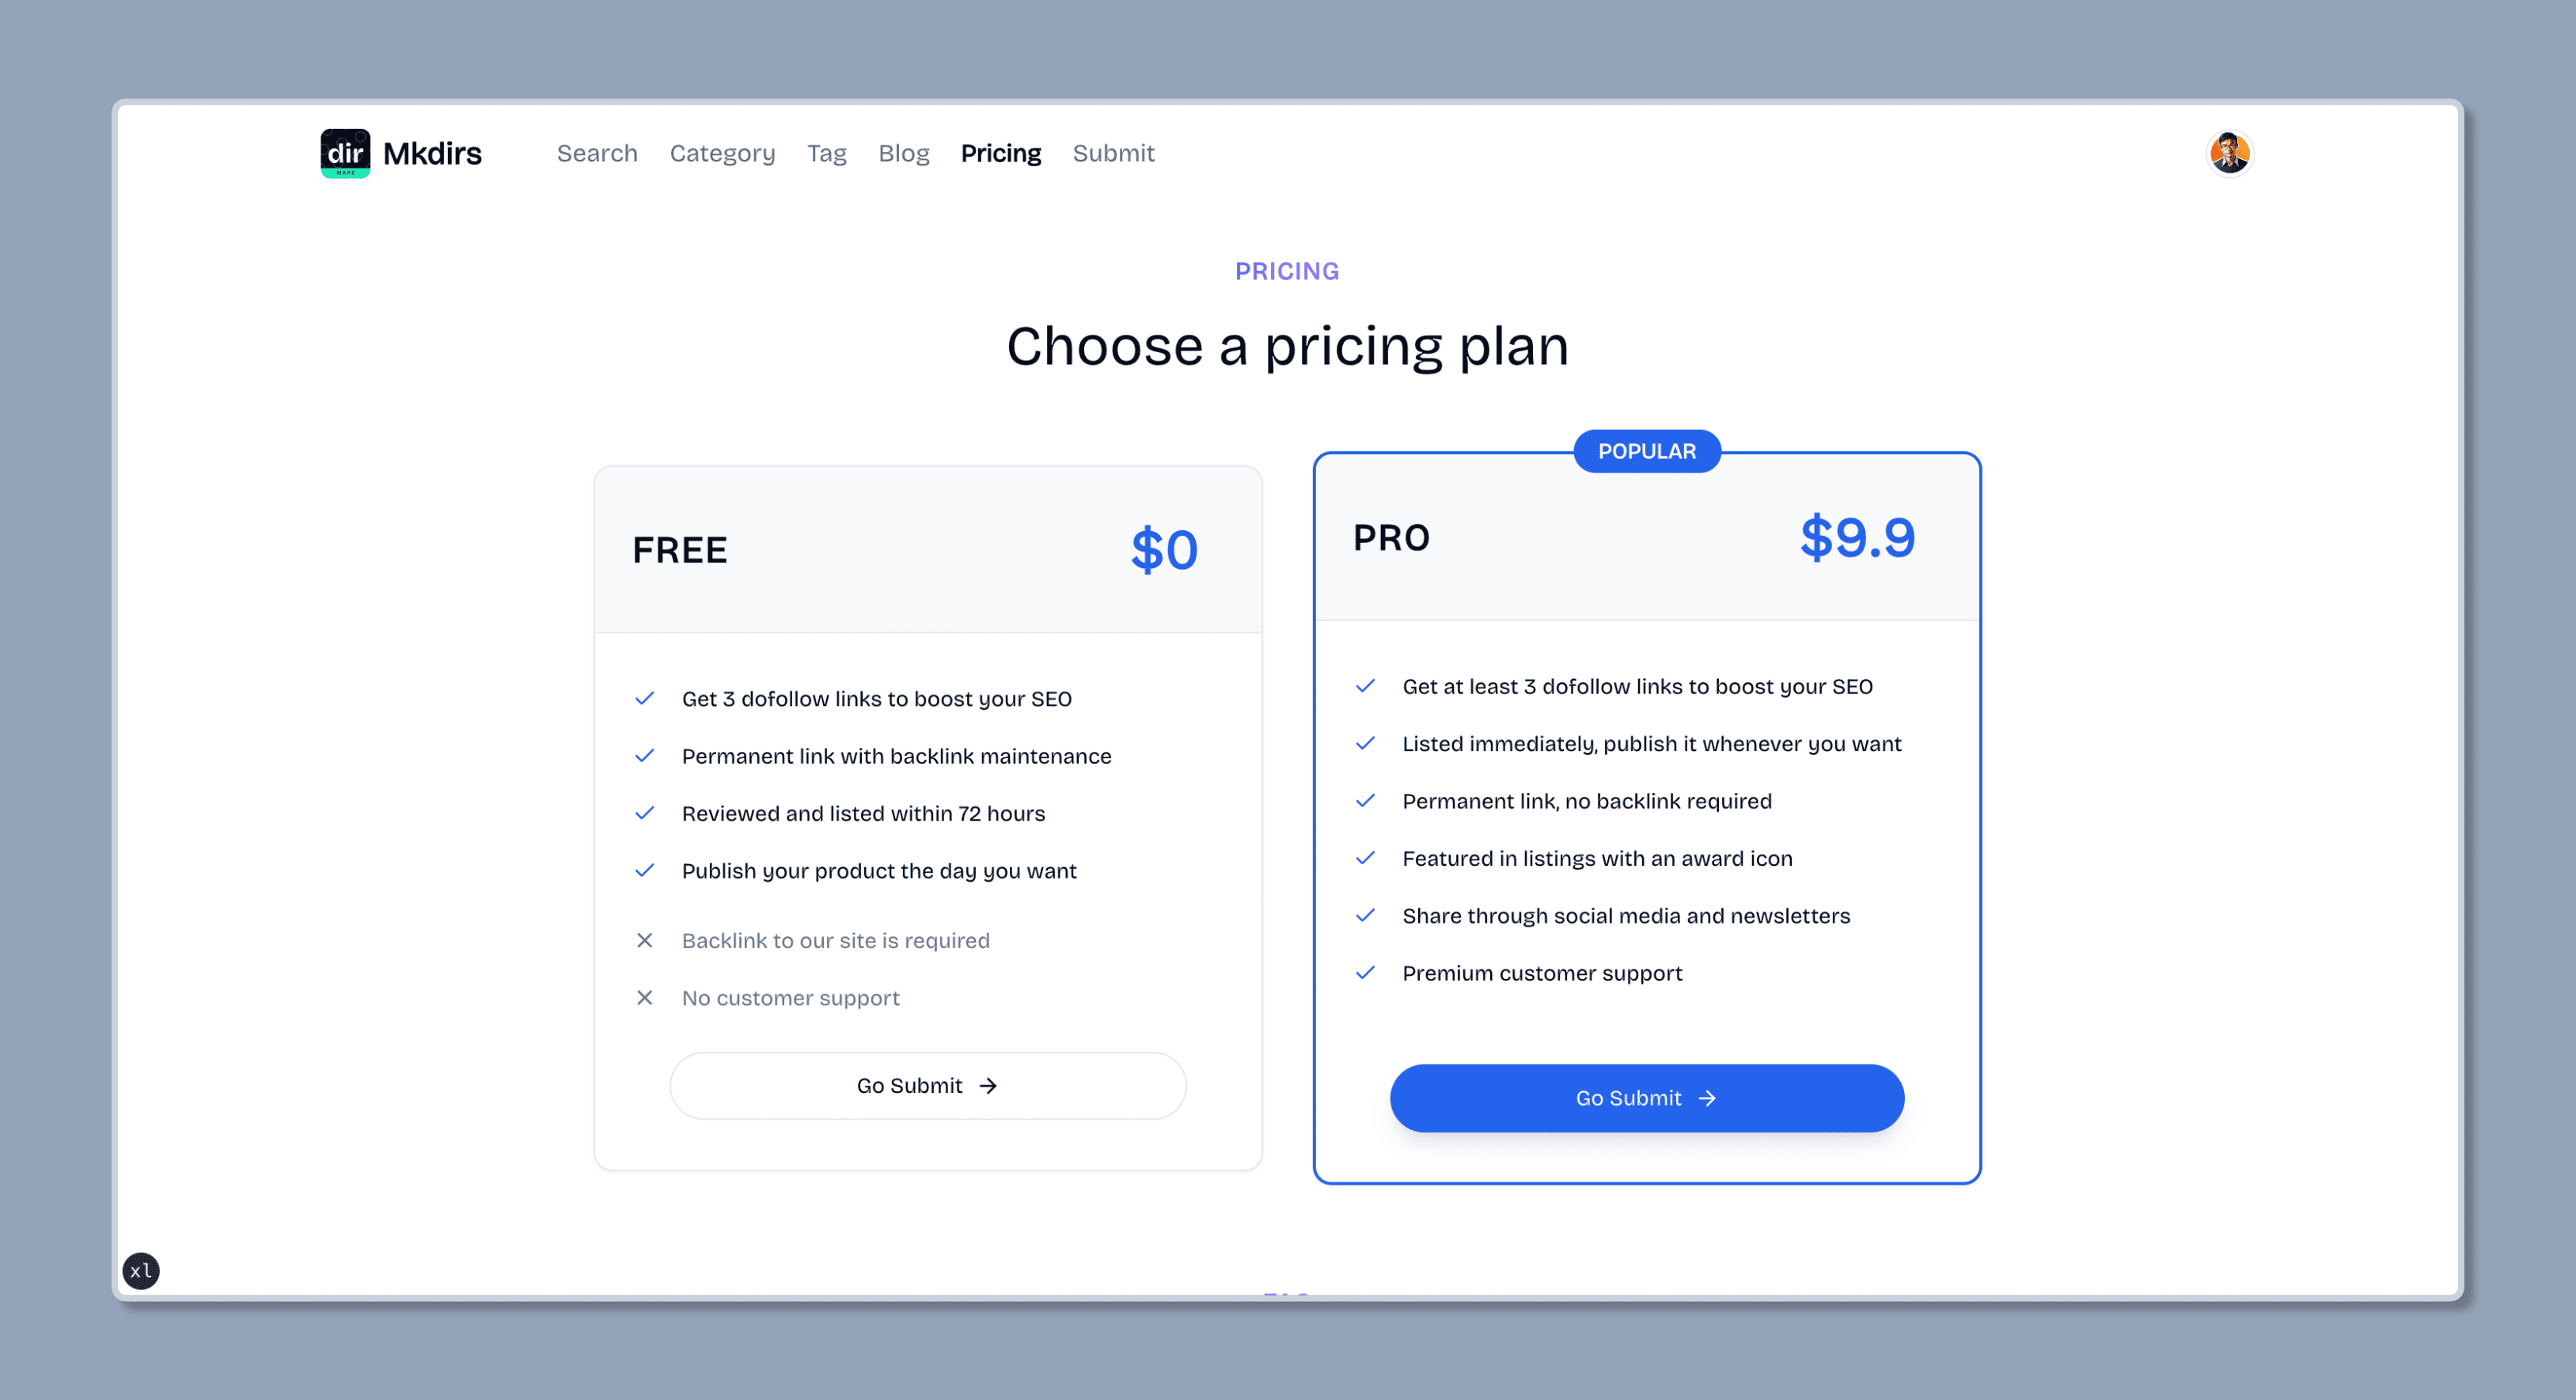 dir
MAKE
Mkdirs
Search Category Tag Blog Pricing Submit
PRICING
Choose a pricing plan
FREE $0
Get 3 dofollow links to boost your SEO
Permanent link with backlink maintenance
Reviewed and listed within 72 hours
Publish your product the day you want
Backlink to our site is required
No customer support
Go Submit
POPULAR
PRO $9.9
Get at least 3 dofollow links to boost your SEO
Listed immediately, publish it whenever you want
Permanent link, no backlink required
Featured in listings with an award icon
Share through social media and newsletters
Premium customer support
Go Submit
xl